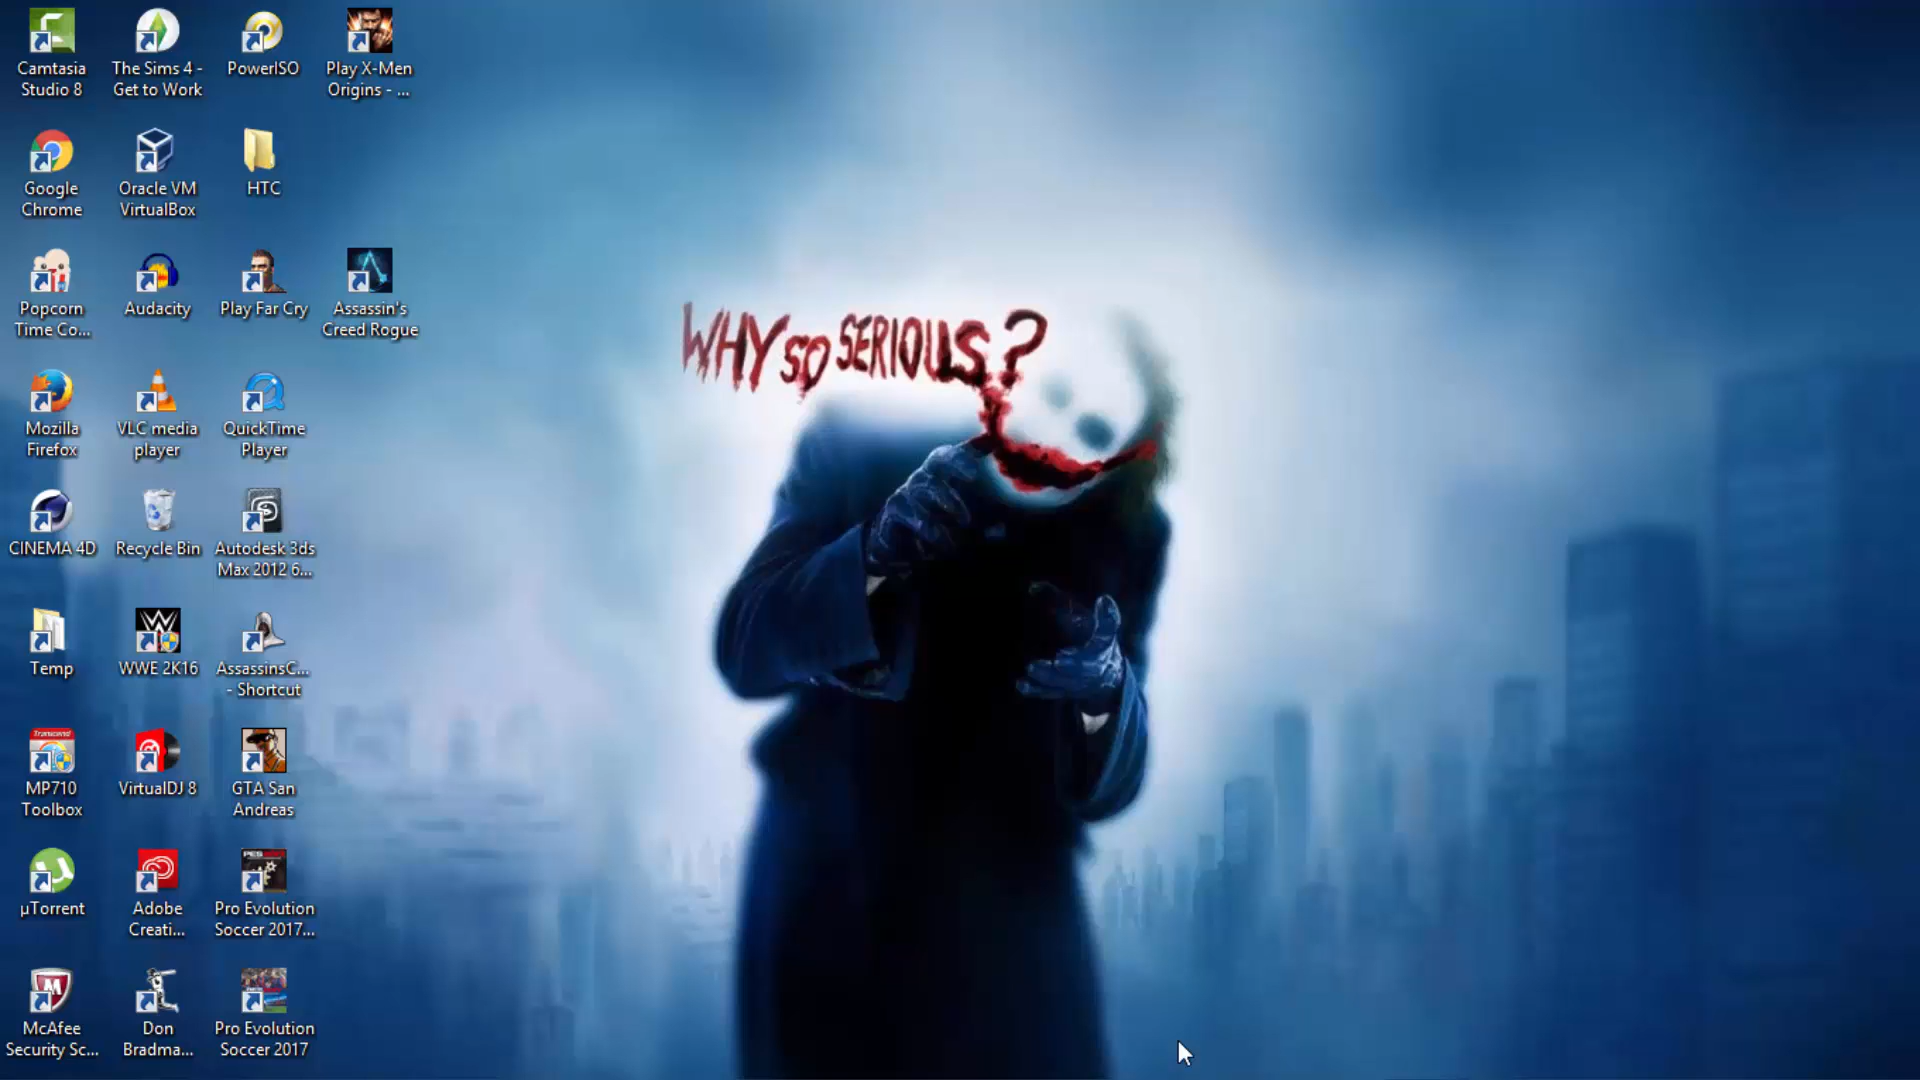 Camtasia
Studio 8
The Sims 4 -
Get to Work
PowerISO
Play X-Men
Origins - ...
Google
Chrome
Oracle VM
VirtualBox
HTC
Popcorn
Time Co...
Audacity
Play Far Cry
Assassin's
Creed Rogue
WHY SO SERIOUS?
Mozilla
Firefox
VLC media
player
QuickTime
Player
CINEMA 4D
Recycle Bin
Autodesk 3ds
Max 2012 6...
Temp
WWE 2K16
AssassinsC...
- Shortcut
Transcend
MP710
Toolbox
VirtualDJ 8
GTA San
Andreas
µTorrent
Adobe
Creati...
Pro Evolution
Soccer 2017...
McAfee
Security Sc...
Don
Bradma...
Pro Evolution
Soccer 2017